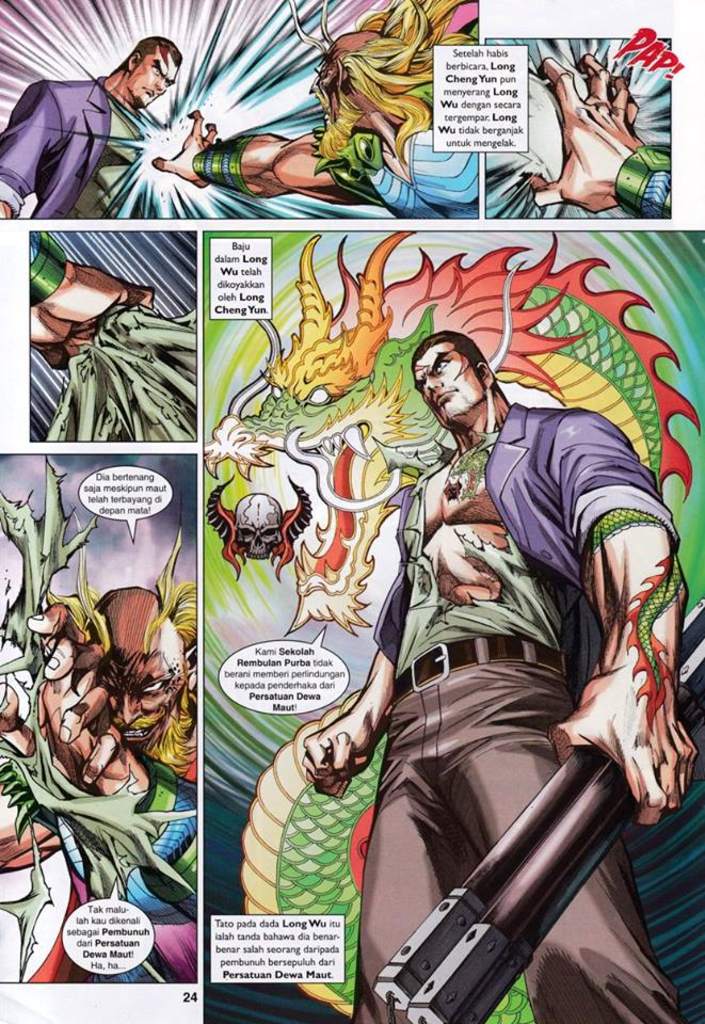 Setelah habis
berbicara, Long
Cheng Yun pun
menyerang Long
Wu dengan secara
tergempar. Long
Wu tidak berganjak
untuk mengelak.
PAP!
Baju
dalam Long
Wu telah
dikoyakkan
oleh Long
Cheng Yun.
Dia bertenang
saja meskipun maut
telah terbayang di
depan mata!
Kami Sekolah
Rembulan Purba tidak
berani memberi perlindungan
kepada penderhaka dari
Persatuan Dewa
Maut!
Tak malu-
lah kau dikenali
sebagai Pembunuh
dari Persatuan
Dewa Maut!
Ha, ha...
Tato pada dada Long Wu itu
ialah tanda bahawa dia benar-
benar salah seorang daripada
pembunuh bersepuluh dari
Persatuan Dewa Maut.
24